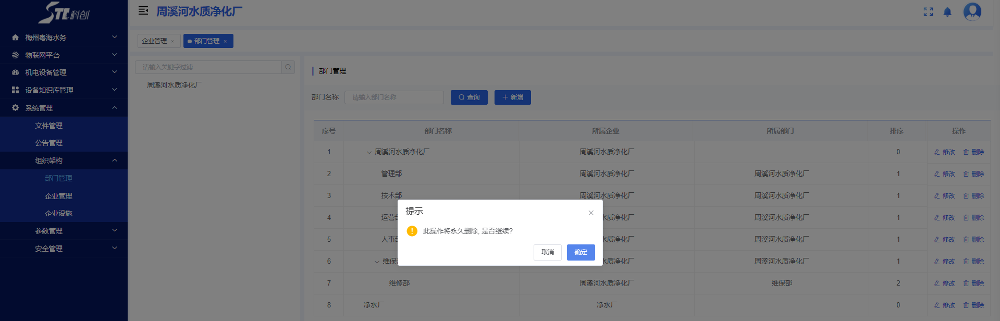 STC科创
周溪河水质净化厂
梅州粤海水务
物联网平台
机电设备管理
设备知识库管理
系统管理
文件管理
公告管理
组织架构
部门管理
企业管理
企业设施
参数管理
安全管理
企业管理 ×
部门管理 ×
请输入关键字过滤
周溪河水质净化厂
部门管理
部门名称 请输入部门名称 查询 新增
序号 部门名称 所属企业 所属部门 排序 操作
1 周溪河水质净化厂 周溪河水质净化厂 0 修改 删除
2 管理部 周溪河水质净化厂 周溪河水质净化厂 1 修改 删除
3 技术部 周溪河水质净化厂 周溪河水质净化厂 1 修改 删除
4 运营 水质净化厂 周溪河水质净化厂 1 修改 删除
5 人事 水质净化厂 周溪河水质净化厂 1 修改 删除
6 维保 水质净化厂 周溪河水质净化厂 1 修改 删除
7 维修部 周溪河水质净化厂 维保部 2 修改 删除
8 净水厂 净水厂 0 修改 删除
提示
此操作将永久删除, 是否继续?
取消 确定